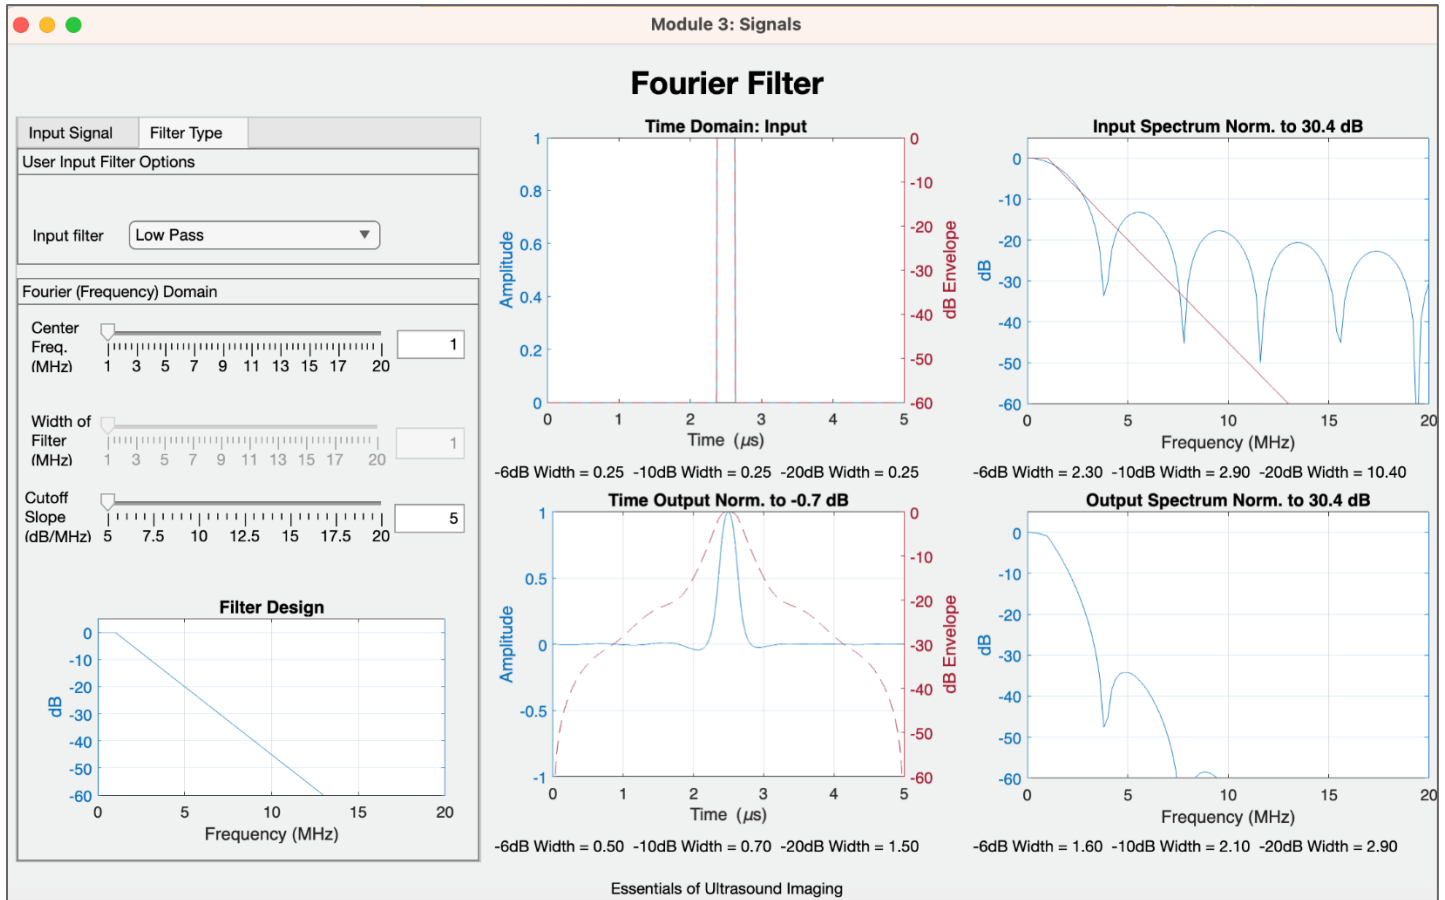 Module 3: Signals
Fourier Filter
Input Signal
Filter Type
User Input Filter Options
Input filter
Low Pass
Fourier (Frequency) Domain
Center
Freq.
(MHz)
1 3 5 7 9 11 13 15 17 20
1
Width of
Filter
(MHz)
1 3 5 7 9 11 13 15 17 20
1
Cutoff
Slope
(dB/MHz)
5 7.5 10 12.5 15 17.5 20
5
Filter Design
dB
0
-10
-20
-30
-40
-50
-60
0 5 10 15 20
Frequency (MHz)
Time Domain: Input
Amplitude
1
0.8
0.6
0.4
0.2
0
0
-10
-20
-30
-40
-50
-60
dB Envelope
0 1 2 3 4 5
Time (μs)
-6dB Width = 0.25 -10dB Width = 0.25 -20dB Width = 0.25
Input Spectrum Norm. to 30.4 dB
dB
0
-10
-20
-30
-40
-50
-60
0 5 10 15 20
Frequency (MHz)
-6dB Width = 2.30 -10dB Width = 2.90 -20dB Width = 10.40
Time Output Norm. to -0.7 dB
Amplitude
1
0.5
0
-0.5
-1
0
-10
-20
-30
-40
-50
-60
dB Envelope
0 1 2 3 4 5
Time (μs)
-6dB Width = 0.50 -10dB Width = 0.70 -20dB Width = 1.50
Output Spectrum Norm. to 30.4 dB
dB
0
-10
-20
-30
-40
-50
-60
0 5 10 15 20
Frequency (MHz)
-6dB Width = 1.60 -10dB Width = 2.10 -20dB Width = 2.90
Essentials of Ultrasound Imaging